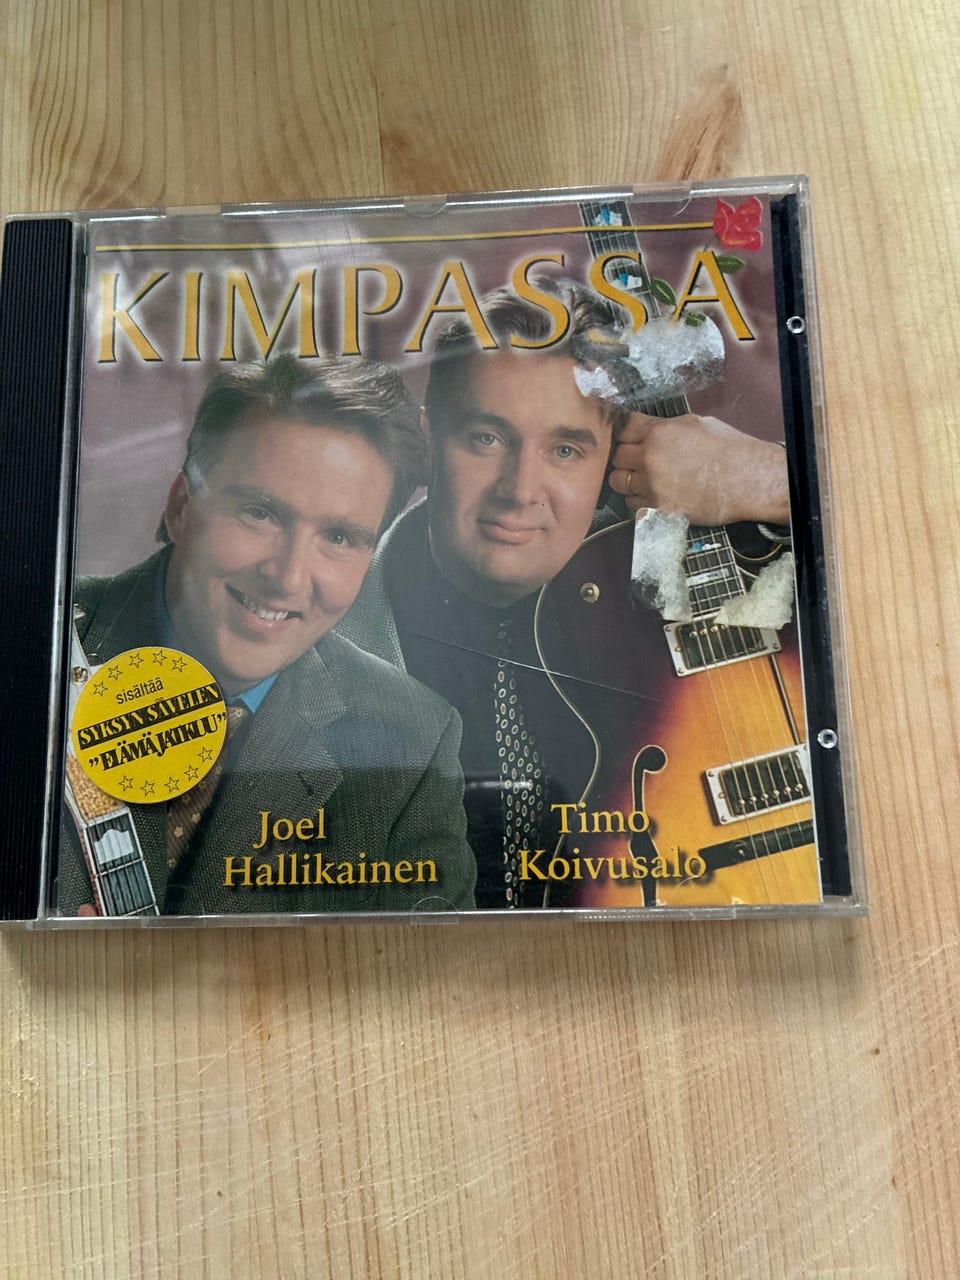 KIMPASSA
sisältää
SYKSYN SÄVELEN
"ELÄMÄ JATKUU"
Joel
Hallikainen
Timo
Koivusalo